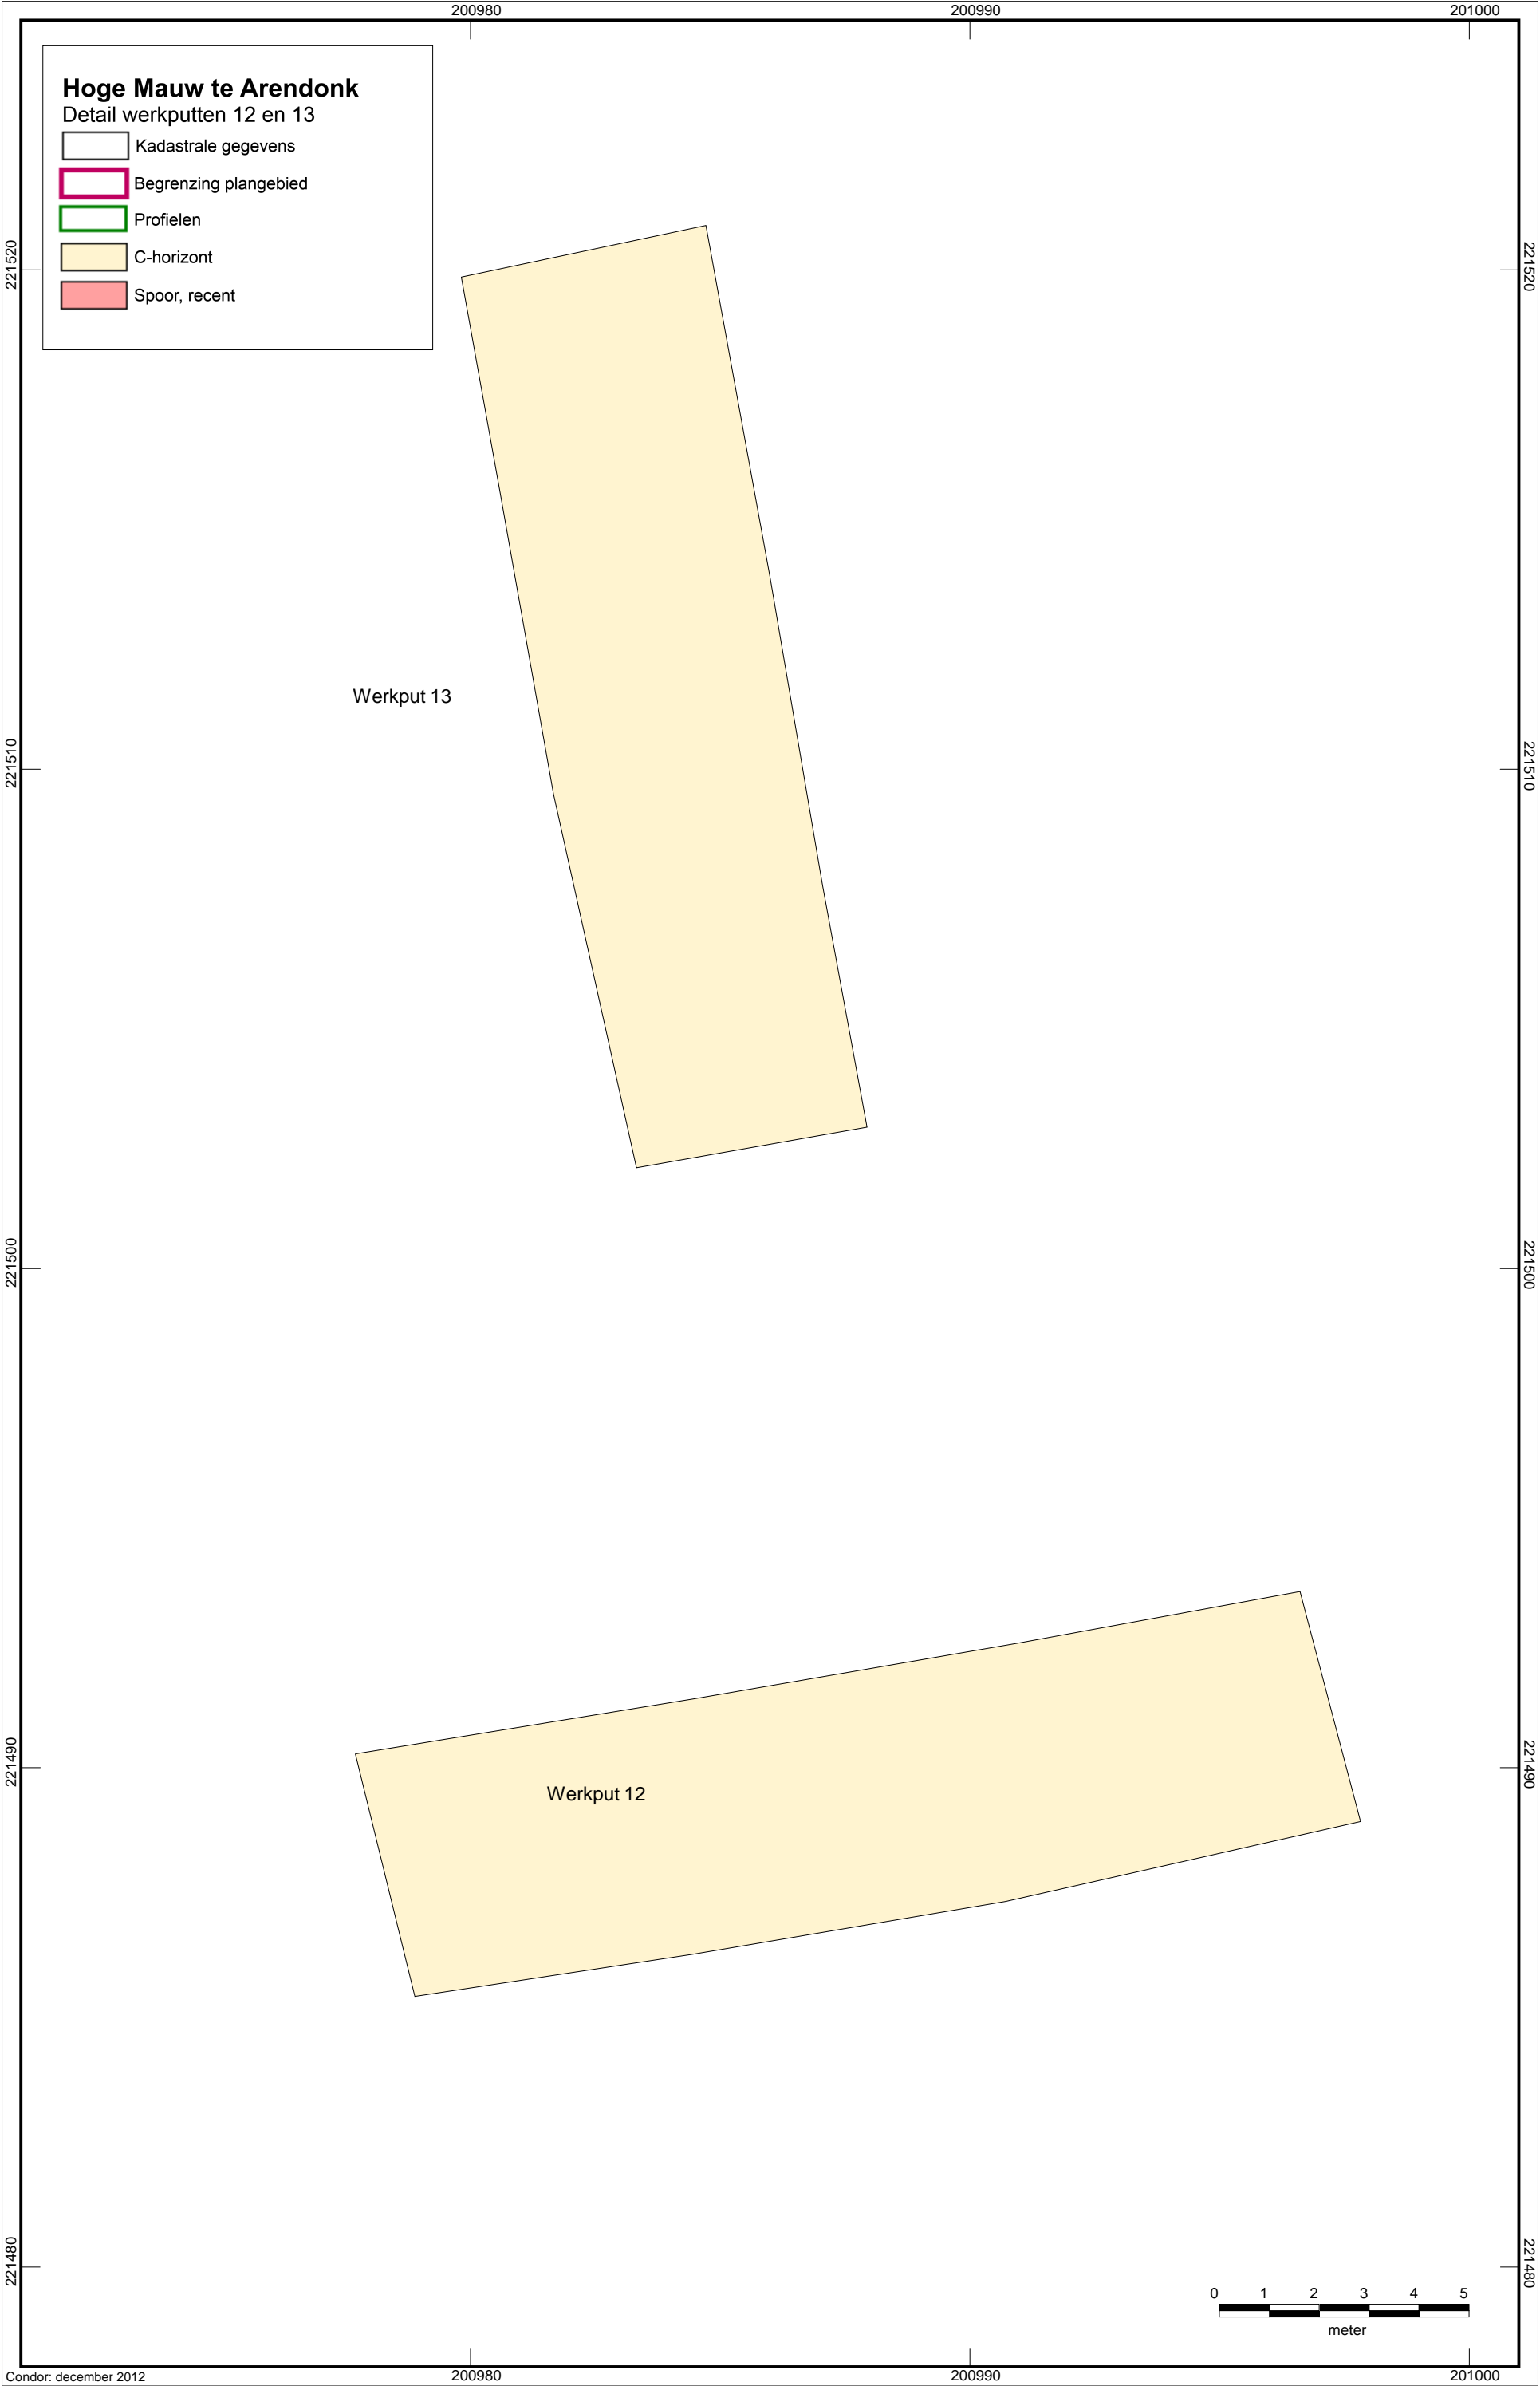 200980
200990
201000
Hoge Mauw te Arendonk
Detail werkputten 12 en 13
Kadastrale gegevens
Begrenzing plangebied
Profielen
C-horizont
Spoor, recent
221520
221520
Werkput 13
221510
221510
221500
221500
221490
221490
Werkput 12
221480
221480
0 1 2 3 4 5
meter
Condor: december 2012
200980
200990
201000